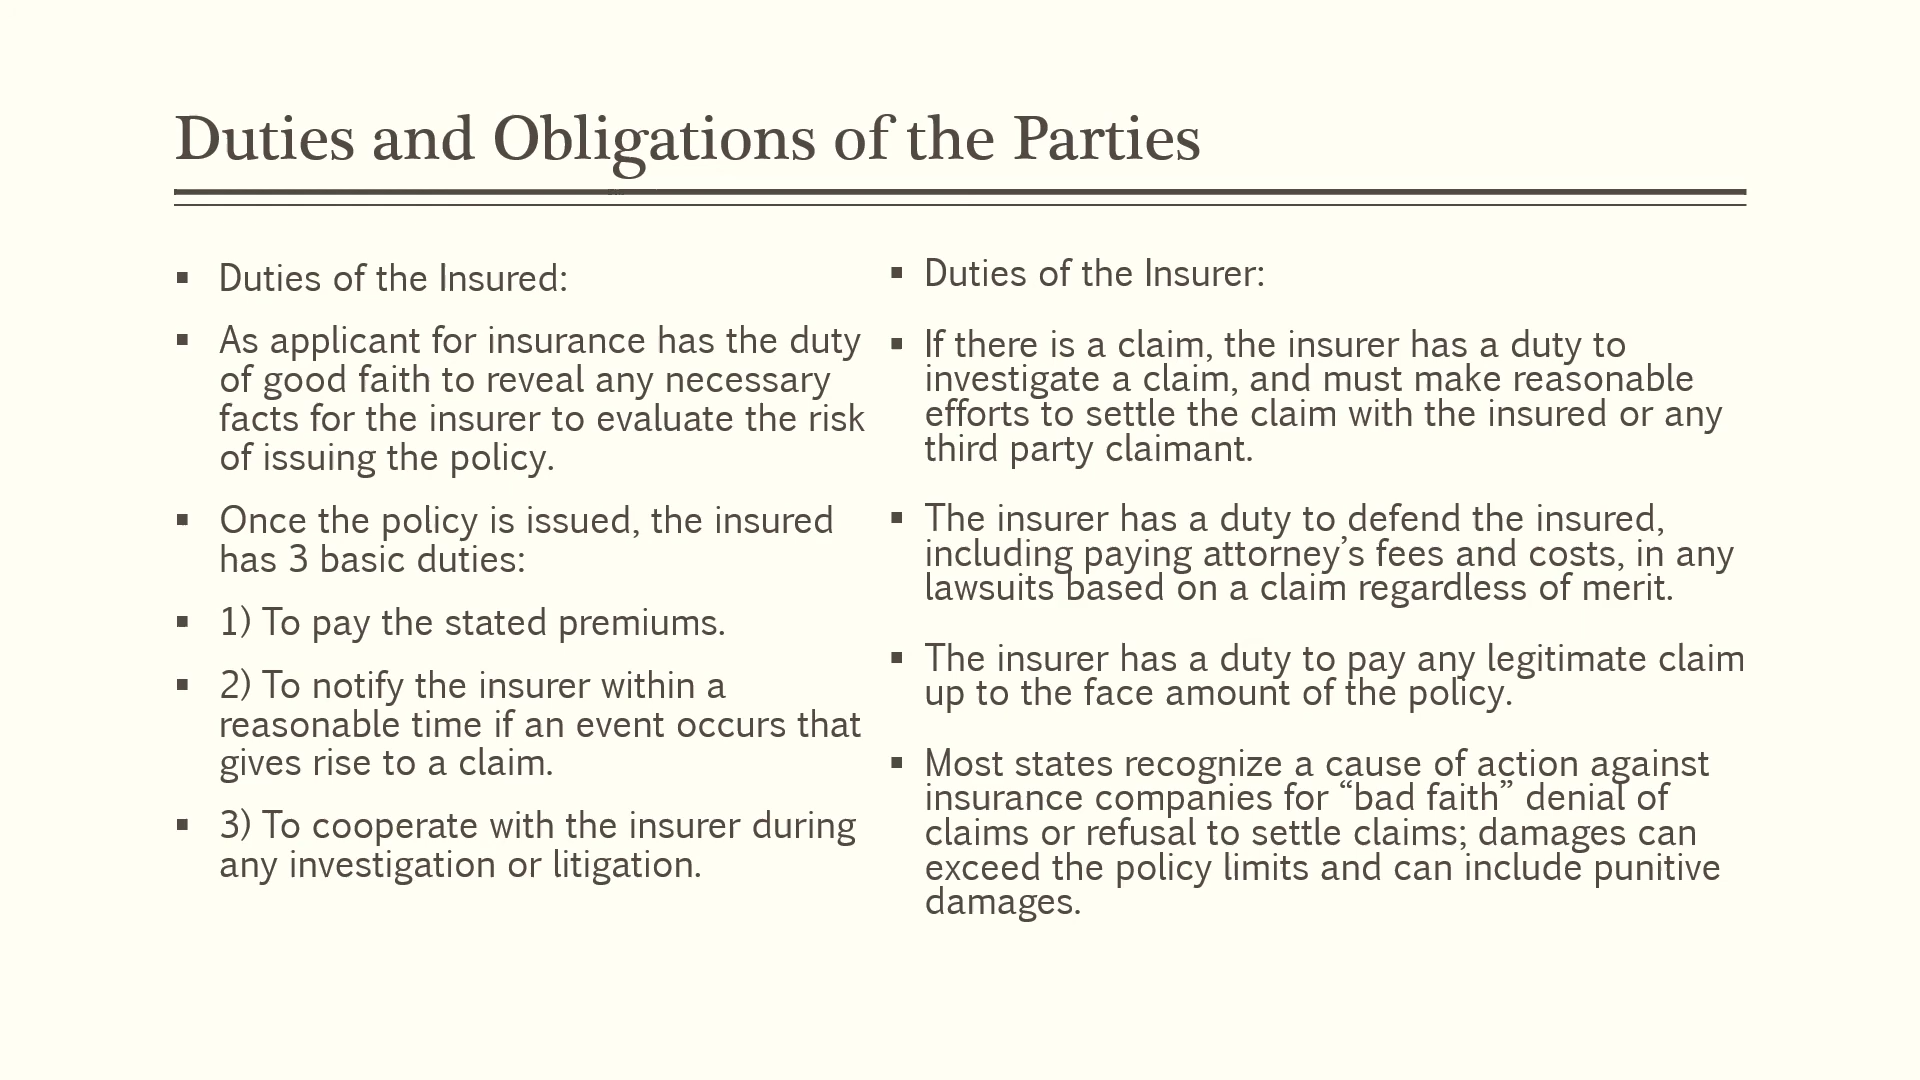 Duties and Obligations of the Parties
▪ Duties of the Insured:
▪ As applicant for insurance has the duty
of good faith to reveal any necessary
facts for the insurer to evaluate the risk
of issuing the policy.
▪ Once the policy is issued, the insured
has 3 basic duties:
▪ 1) To pay the stated premiums.
▪ 2) To notify the insurer within a
reasonable time if an event occurs that
gives rise to a claim.
▪ 3) To cooperate with the insurer during
any investigation or litigation.
▪ Duties of the Insurer:
▪ If there is a claim, the insurer has a duty to
investigate a claim, and must make reasonable
efforts to settle the claim with the insured or any
third party claimant.
▪ The insurer has a duty to defend the insured,
including paying attorney’s fees and costs, in any
lawsuits based on a claim regardless of merit.
▪ The insurer has a duty to pay any legitimate claim
up to the face amount of the policy.
▪ Most states recognize a cause of action against
insurance companies for “bad faith” denial of
claims or refusal to settle claims; damages can
exceed the policy limits and can include punitive
damages.